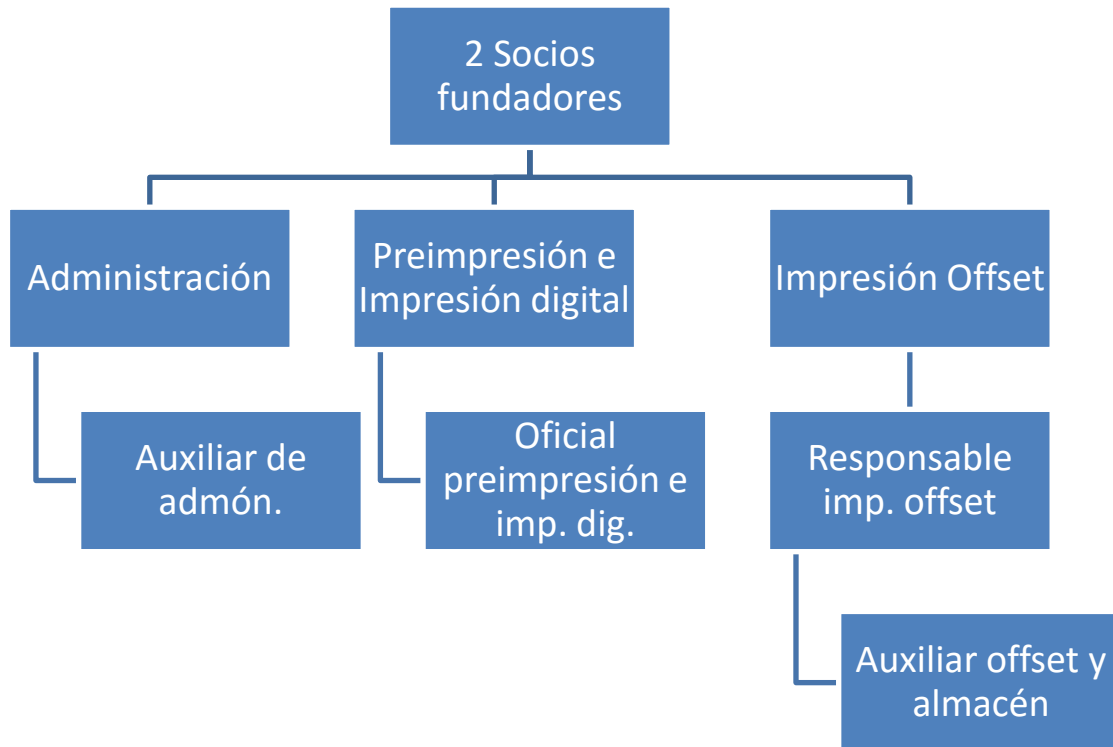 2 Socios
fundadores
Administración
Preimpresión e
Impresión digital
Impresión Offset
Auxiliar de
admón.
Oficial
preimpresión e
imp. dig.
Responsable
imp. offset
Auxiliar offset y
almacén